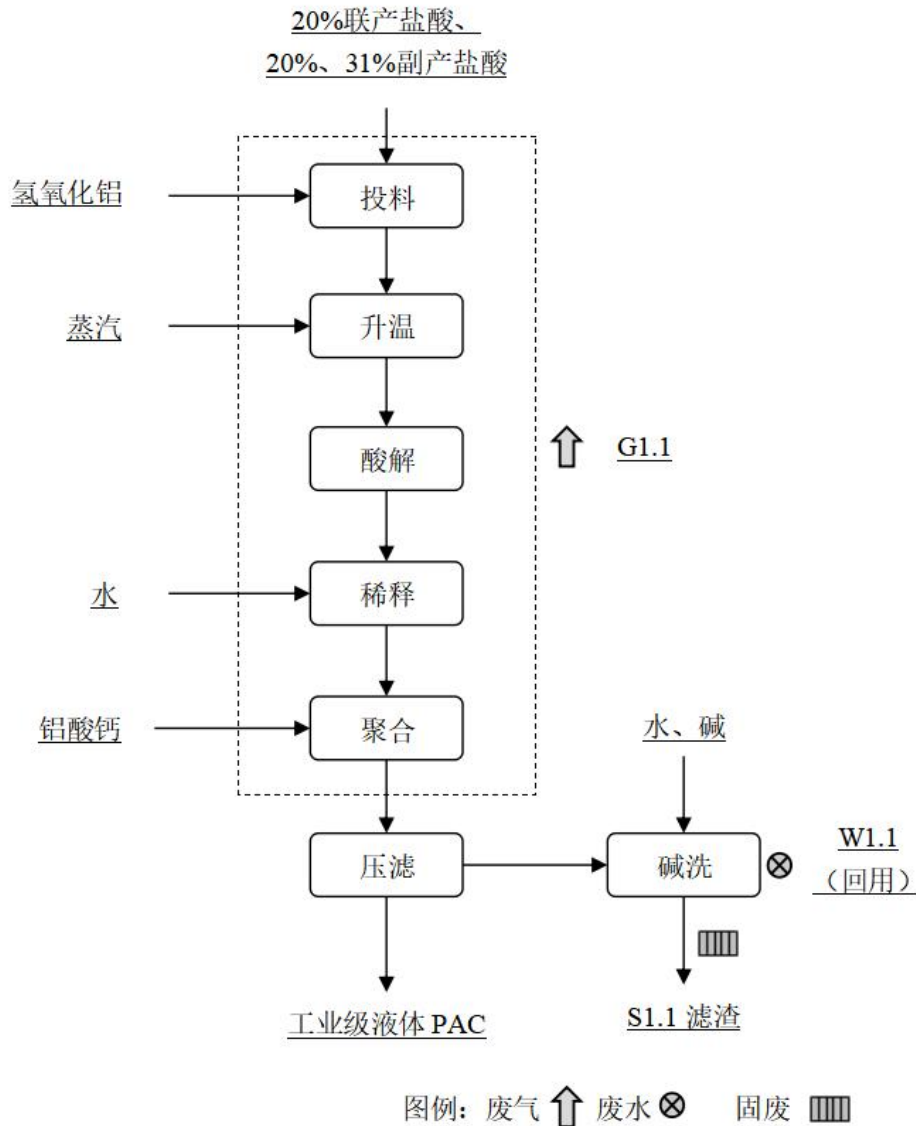 20%联产盐酸、
20%、31%副产盐酸
氢氧化铝
投料
蒸汽
升温
酸解
G1.1
水
稀释
铝酸钙
聚合
水、碱
压滤
碱洗
W1.1
（回用）
工业级液体 PAC
S1.1 滤渣
图例：废气 废水 固废